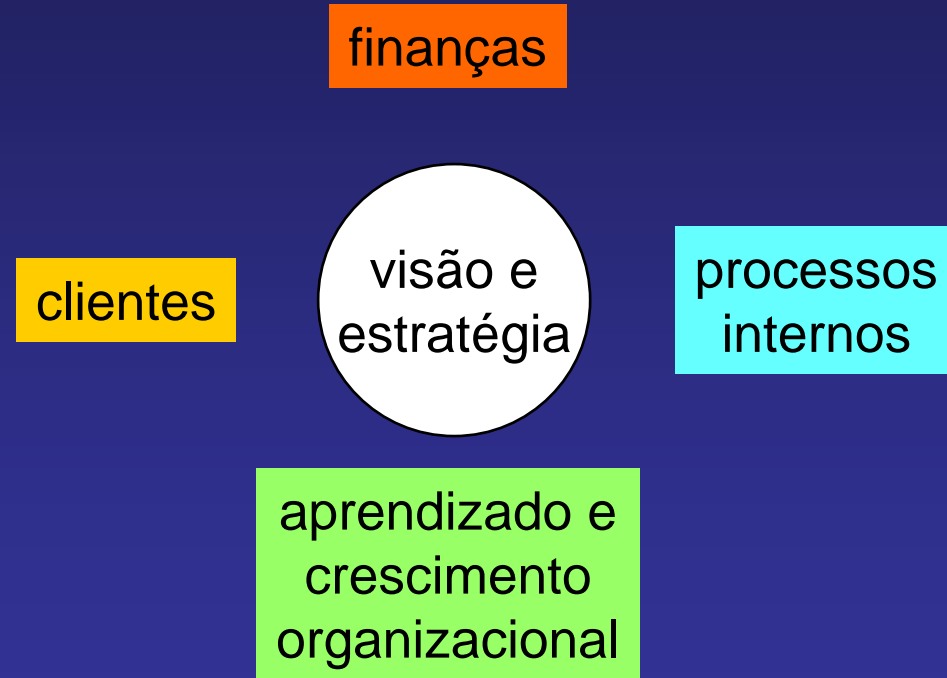 finanças
clientes
visão e
estratégia
processos
internos
aprendizado e
crescimento
organizacional